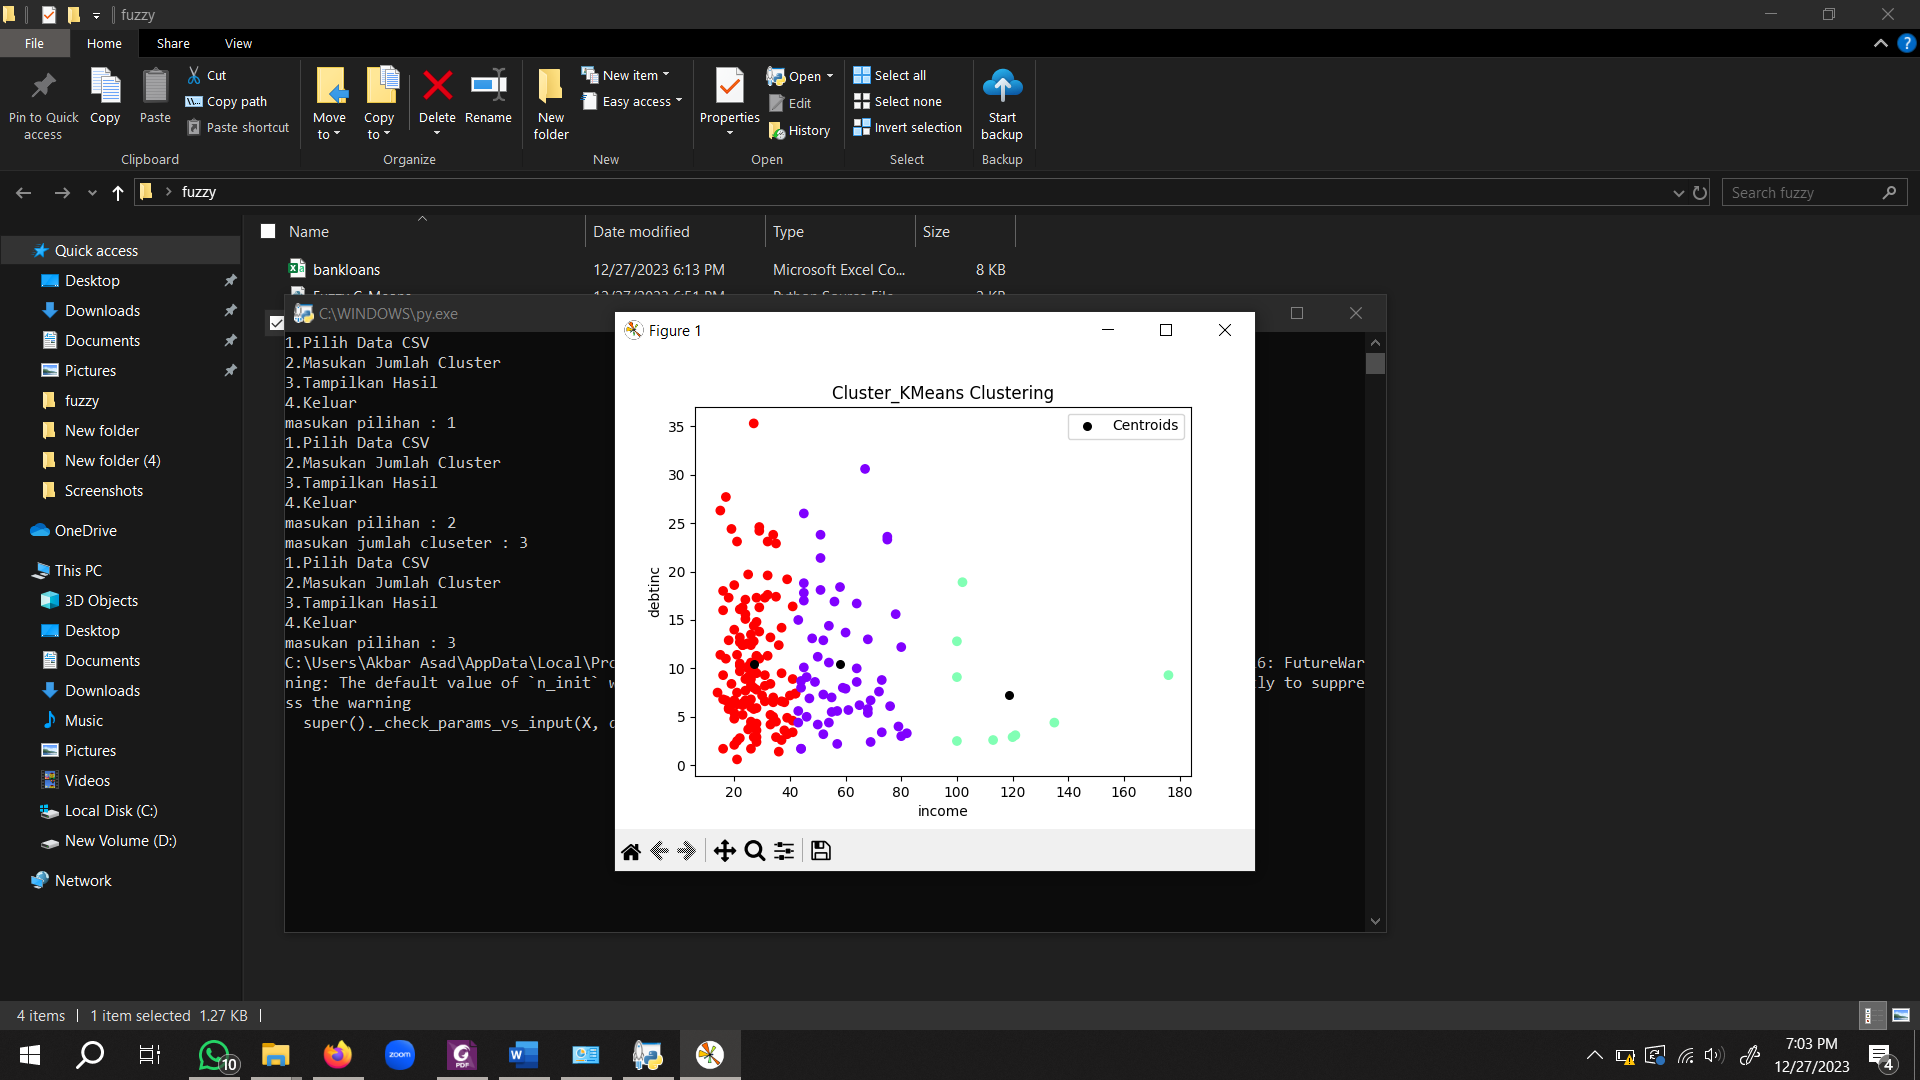 fuzzy
File
Home
Share
View
Pin to Quick access
Copy
Paste
Cut
Copy path
Paste shortcut
Clipboard
Move to
Copy to
Delete
Rename
Organize
New folder
New item
Easy access
New
Properties
Open
Edit
History
Open
Select all
Select none
Invert selection
Select
Start backup
Backup
fuzzy
Search fuzzy
Name
Date modified
Type
Size
bankloans
12/27/2023 6:13 PM
Microsoft Excel Co...
8 KB
Quick access
Desktop
Downloads
Documents
Pictures
fuzzy
New folder
New folder (4)
Screenshots
OneDrive
This PC
3D Objects
Desktop
Documents
Downloads
Music
Pictures
Videos
Local Disk (C:)
New Volume (D:)
Network
C:\WINDOWS\py.exe
1.Pilih Data CSV
2.Masukan Jumlah Cluster
3.Tampilkan Hasil
4.Keluar
masukan pilihan : 1
1.Pilih Data CSV
2.Masukan Jumlah Cluster
3.Tampilkan Hasil
4.Keluar
masukan pilihan : 2
masukan jumlah cluseter : 3
1.Pilih Data CSV
2.Masukan Jumlah Cluster
3.Tampilkan Hasil
4.Keluar
masukan pilihan : 3
C:\Users\Akbar Asad\AppData\Local\Pro 6: FutureWar
ning: The default value of `n_init` w ly to suppre
ss the warning
super()._check_params_vs_input(X, d
Figure 1
Cluster_KMeans Clustering
Centroids
35
30
25
20
15
10
5
0
debtinc
20 40 60 80 100 120 140 160 180
income
4 items
1 item selected 1.27 KB
10
zoom
PDF
W
7:03 PM
12/27/2023
4